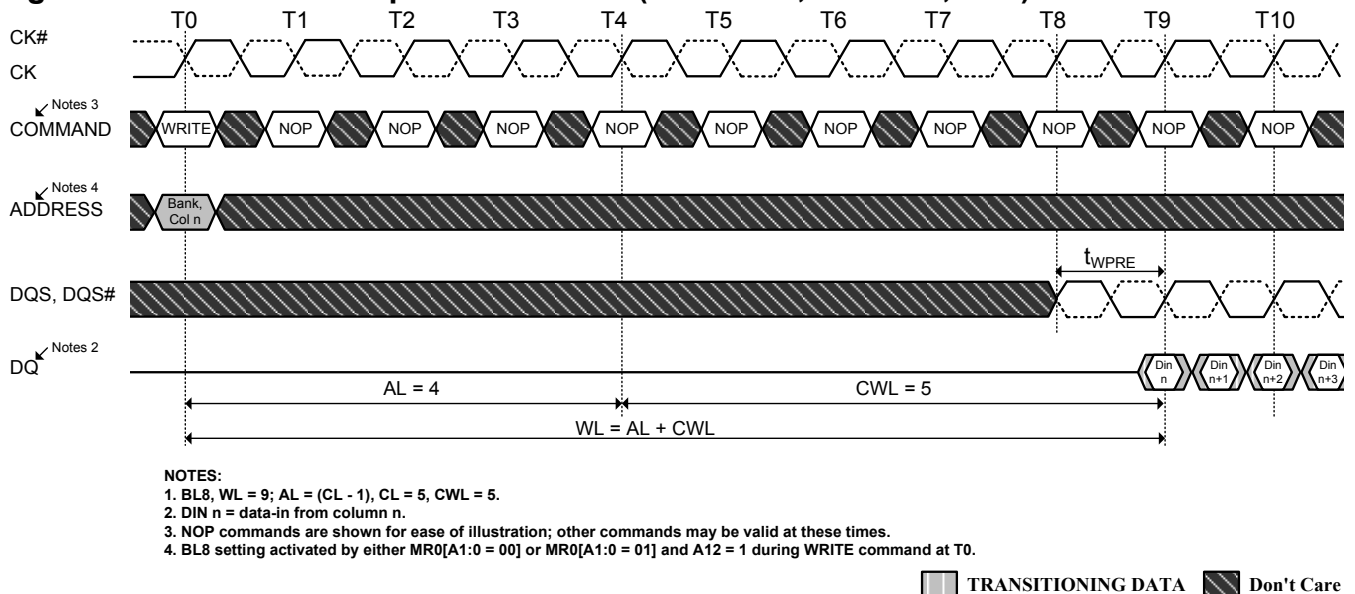 T0 T1 T2 T3 T4 T5 T6 T7 T8 T9 T10
CK#
CK
Notes 3
COMMAND WRITE NOP NOP NOP NOP NOP NOP NOP NOP NOP NOP
Notes 4
ADDRESS
Bank,
Col n
tWPRE
DQS, DQS#
Notes 2
DQ
Din Din Din Din
n n+1 n+2 n+3
AL = 4 CWL = 5
WL = AL + CWL
NOTES:
1. BL8, WL = 9; AL = (CL - 1), CL = 5, CWL = 5.
2. DIN n = data-in from column n.
3. NOP commands are shown for ease of illustration; other commands may be valid at these times.
4. BL8 setting activated by either MR0[A1:0 = 00] or MR0[A1:0 = 01] and A12 = 1 during WRITE command at T0.
TRANSITIONING DATA Don't Care